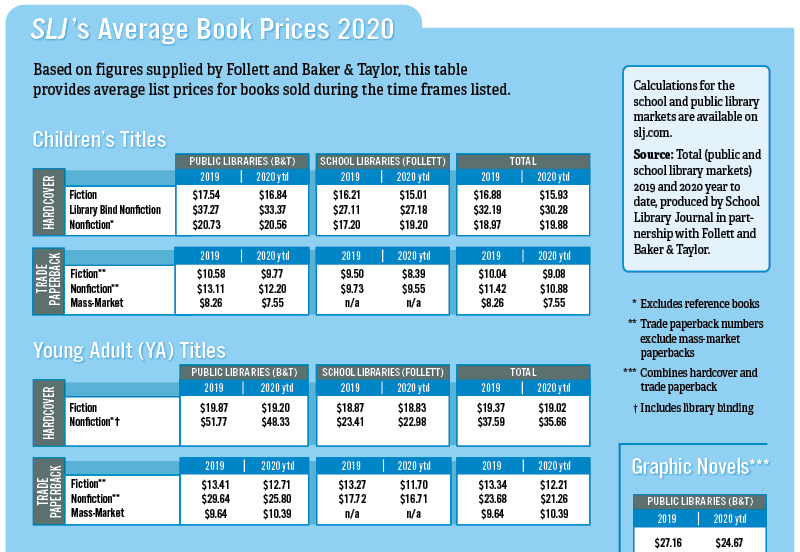 SLJ's Average Book Prices 2020
Based on figures supplied by Follett and Baker & Taylor, this table
provides average list prices for books sold during the time frames listed.
Children's Titles
PUBLIC LIBRARIES (B&T) SCHOOL LIBRARIES (FOLLETT) TOTAL
2019 2020 ytd 2019 2020 ytd 2019 2020 ytd
HARDCOVER
Fiction $17.54 $16.84 $16.21 $15.01 $16.88 $15.93
Library Bind Nonfiction $37.27 $33.37 $27.11 $27.18 $32.19 $30.28
Nonfiction* $20.73 $20.56 $17.20 $19.20 $18.97 $19.88
2019 2020 ytd 2019 2020 ytd 2019 2020 ytd
TRADE
PAPERBACK
Fiction** $10.58 $9.77 $9.50 $8.39 $10.04 $9.08
Nonfiction** $13.11 $12.20 $9.73 $9.55 $11.42 $10.88
Mass-Market $8.26 $7.55 n/a n/a $8.26 $7.55
Young Adult (YA) Titles
PUBLIC LIBRARIES (B&T) SCHOOL LIBRARIES (FOLLETT) TOTAL
2019 2020 ytd 2019 2020 ytd 2019 2020 ytd
HARDCOVER
Fiction $19.87 $19.20 $18.87 $18.83 $19.37 $19.02
Nonfiction*† $51.77 $48.33 $23.41 $22.98 $37.59 $35.66
2019 2020 ytd 2019 2020 ytd 2019 2020 ytd
TRADE
PAPERBACK
Fiction** $13.41 $12.71 $13.27 $11.70 $13.34 $12.21
Nonfiction** $29.64 $25.80 $17.72 $16.71 $23.68 $21.26
Mass-Market $9.64 $10.39 n/a n/a $9.64 $10.39
Calculations for the
school and public library
markets are available on
slj.com.
Source: Total (public and
school library markets)
2019 and 2020 year to
date, produced by School
Library Journal in part-
nership with Follett and
Baker & Taylor.
* Excludes reference books
** Trade paperback numbers
exclude mass-market
paperbacks
*** Combines hardcover and
trade paperback
† Includes library binding
Graphic Novels***
PUBLIC LIBRARIES (B&T)
2019 2020 ytd
$27.16 $24.67